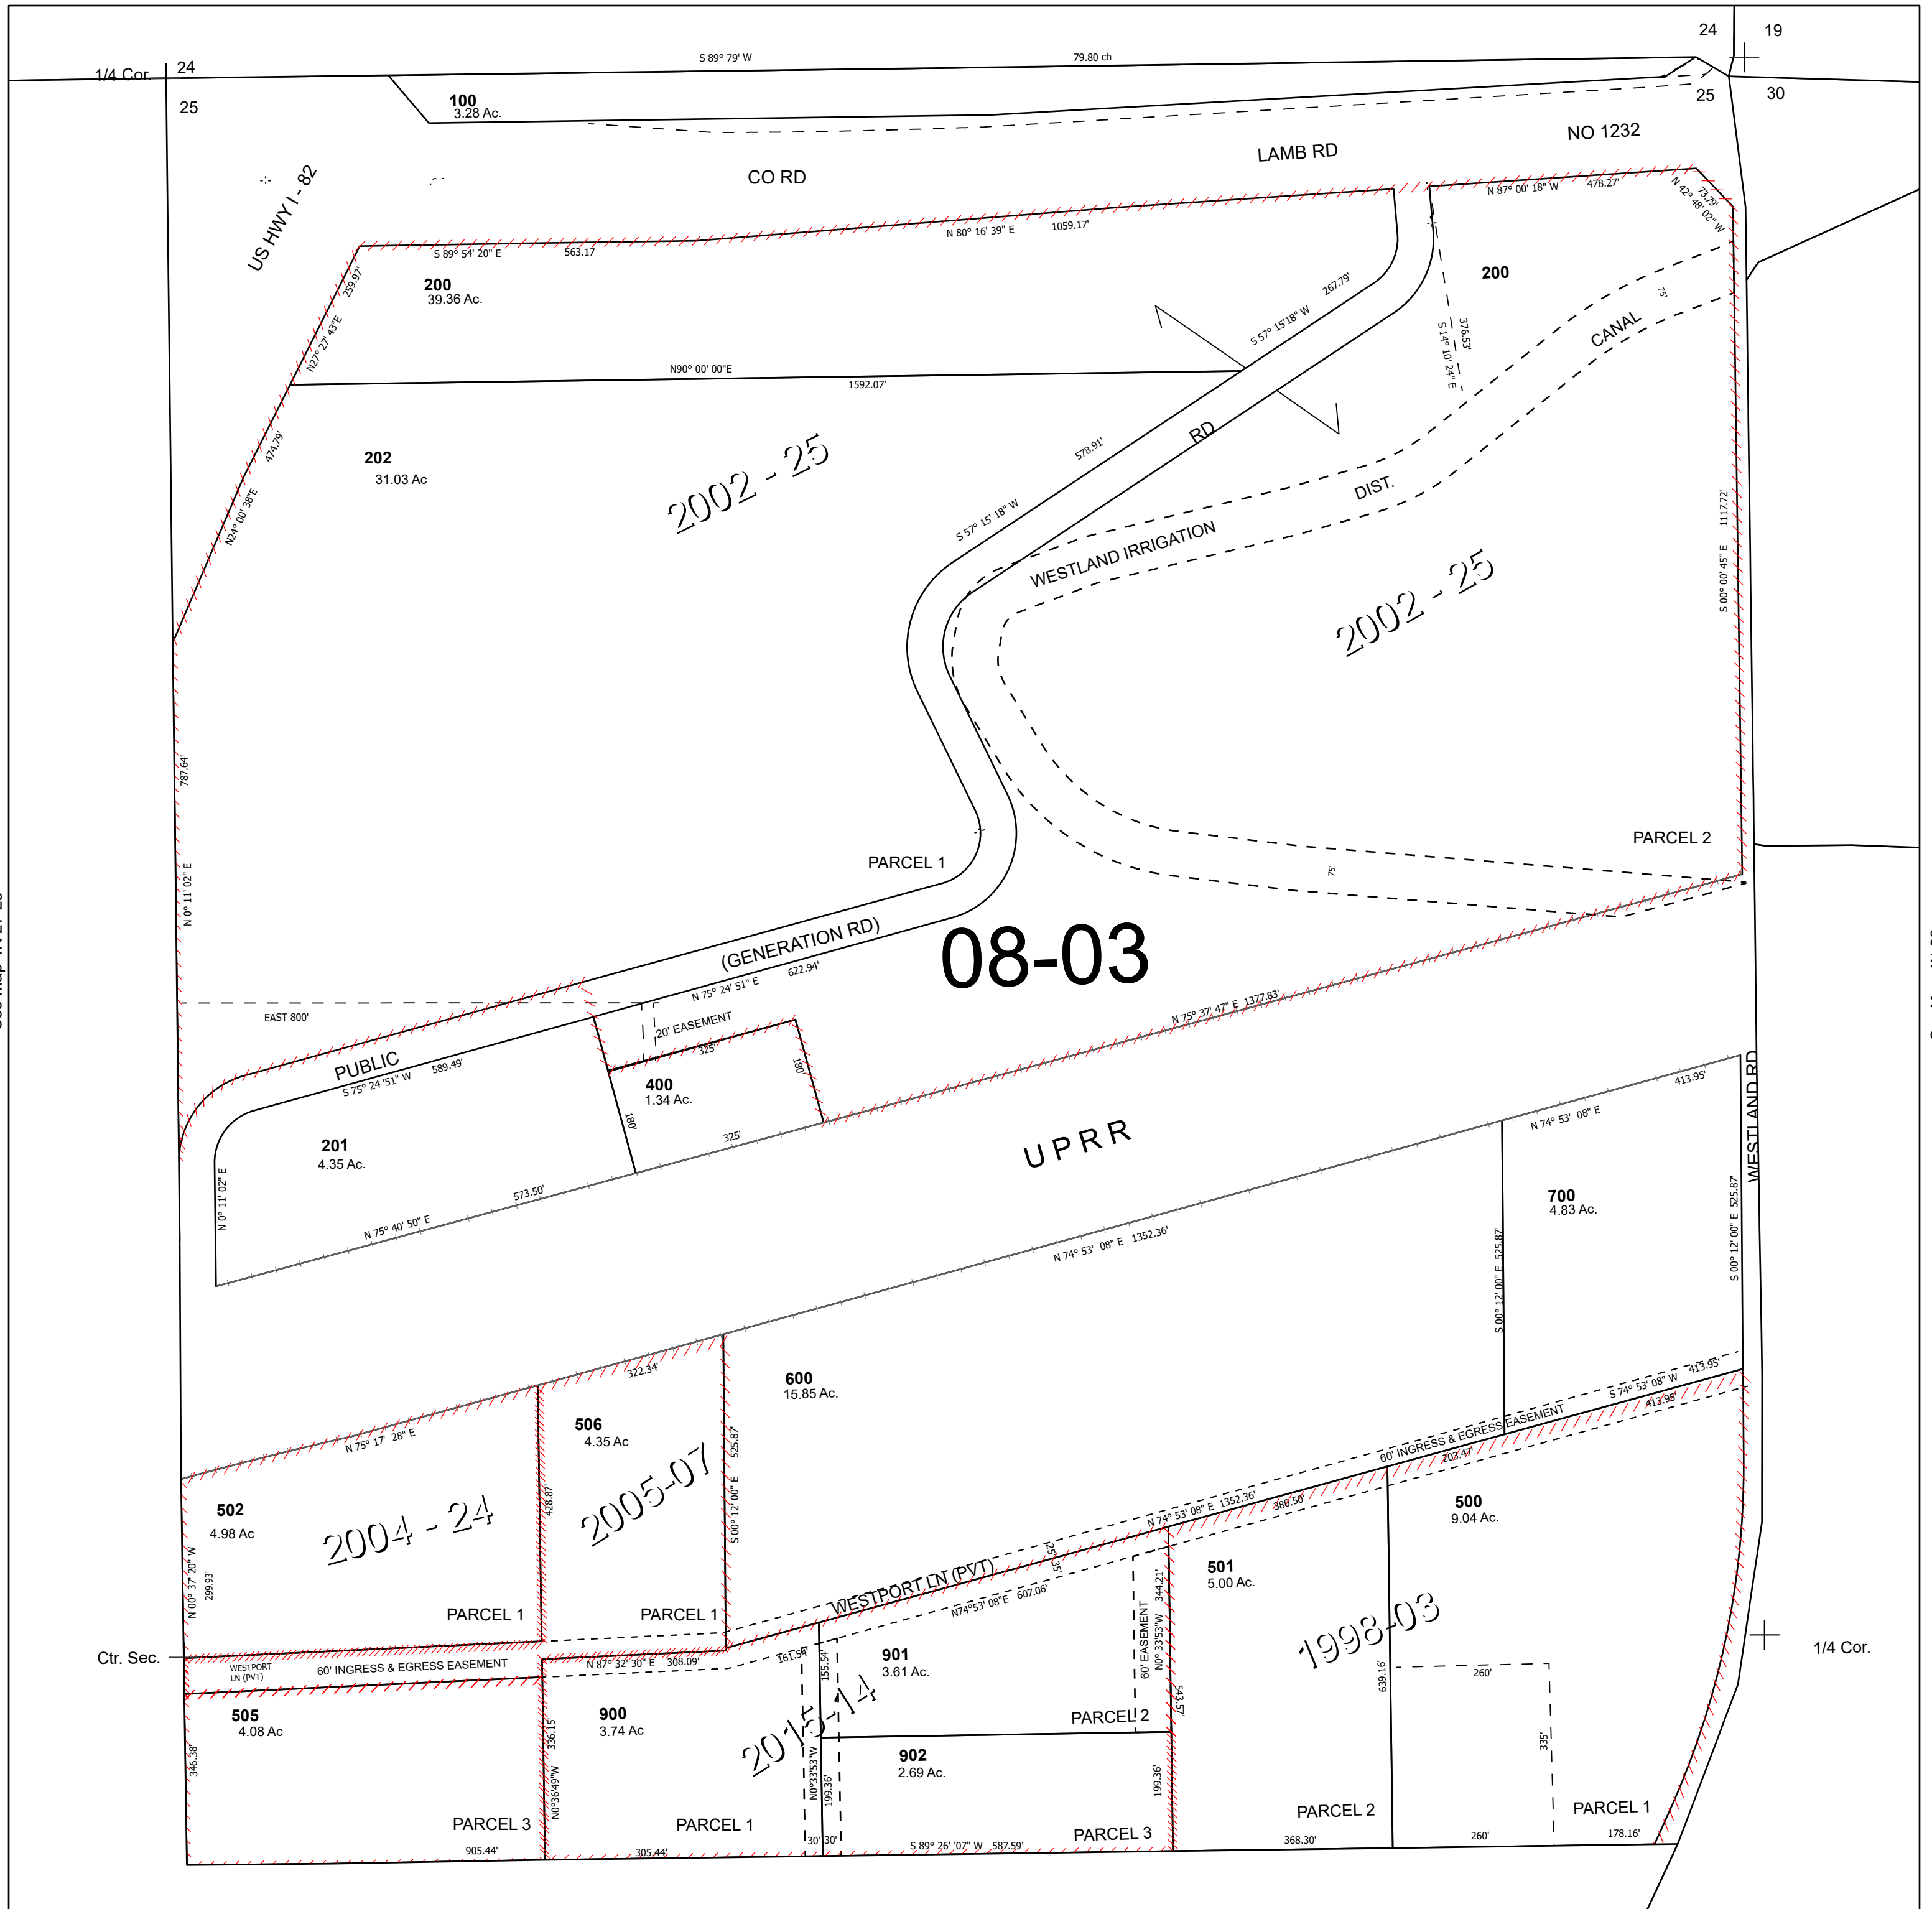 S 89° 79' W
79.80 ch
24
19
1/4 Cor.
24
25
25
30
100
3.28 Ac.
US HWY I - 82
CO RD
LAMB RD
NO 1232
S 89° 54' 20" E
563.17
N 80° 16' 39" E
1059.17'
N 87° 00' 18" W
478.27'
73.79'
N 42° 48' 02" W
259.97'
N27° 27' 43"E
200
39.36 Ac.
200
267.79'
S 57° 15'18" W
376.53'
S 14° 10' 24" E
75'
CANAL
N90° 00' 00"E
1592.07'
474.79'
N24° 00' 38"E
202
31.03 Ac
2002 - 25
578.91'
S 57° 15' 18" W
RD
DIST.
WESTLAND IRRIGATION
2002 - 25
1117.72'
S 00° 00' 45" E
787.64'
N 0° 11' 02" E
PARCEL 1
PARCEL 2
75'
(GENERATION RD)
08-03
N 75° 24' 51" E
622.94'
N 75° 37' 47" E 1377.83'
EAST 800'
20' EASEMENT
325'
180'
PUBLIC
S 75° 24 '51" W
589.49'
400
1.34 Ac.
180'
325'
201
4.35 Ac.
N 0° 11' 02" E
573.50'
N 75° 40' 50" E
U P R R
WESTLAND RD
413.95'
N 74° 53' 08" E
700
4.83 Ac.
S 00° 12' 00" E 525.87'
S 00° 12' 00" E 525.87'
N 74° 53' 08" E 1352.36'
322.34'
600
15.85 Ac.
506
4.35 Ac
N 75° 17' 28" E
2005-07
525.87'
S 00° 12' 00" E
428.87'
502
4.98 Ac
2004 - 24
N 00° 37' 20" W
299.93'
PARCEL 1
PARCEL 1
413.95'
S 74° 53' 08" W
413.95'
60' INGRESS & EGRESS EASEMENT
203.47'
N 74° 53' 08" E 1352.36'
380.50'
500
9.04 Ac.
501
5.00 Ac.
WESTPORT LN (PVT)
25'
35'
N74°53' 08"E 607.06'
344.21'
N0° 33'53"W
60' EASEMENT
1998-03
1/4 Cor.
Ctr. Sec.
WESTPORT
LN (PVT)
60' INGRESS & EGRESS EASEMENT
N 87° 32' 30" E 308.09'
161.54'
155.54'
901
3.61 Ac.
505
4.08 Ac
346.38'
336.15'
N0°36'49"W
900
3.74 Ac
2015-14
PARCEL 2
543.57'
639.16'
260'
335'
902
2.69 Ac.
N0°33'53"W
199.36'
199.36'
PARCEL 3
PARCEL 1
PARCEL 3
PARCEL 2
PARCEL 1
905.44'
305.44'
30' 30'
S 89° 26' '07" W 587.59'
368.30'
260'
178.16'